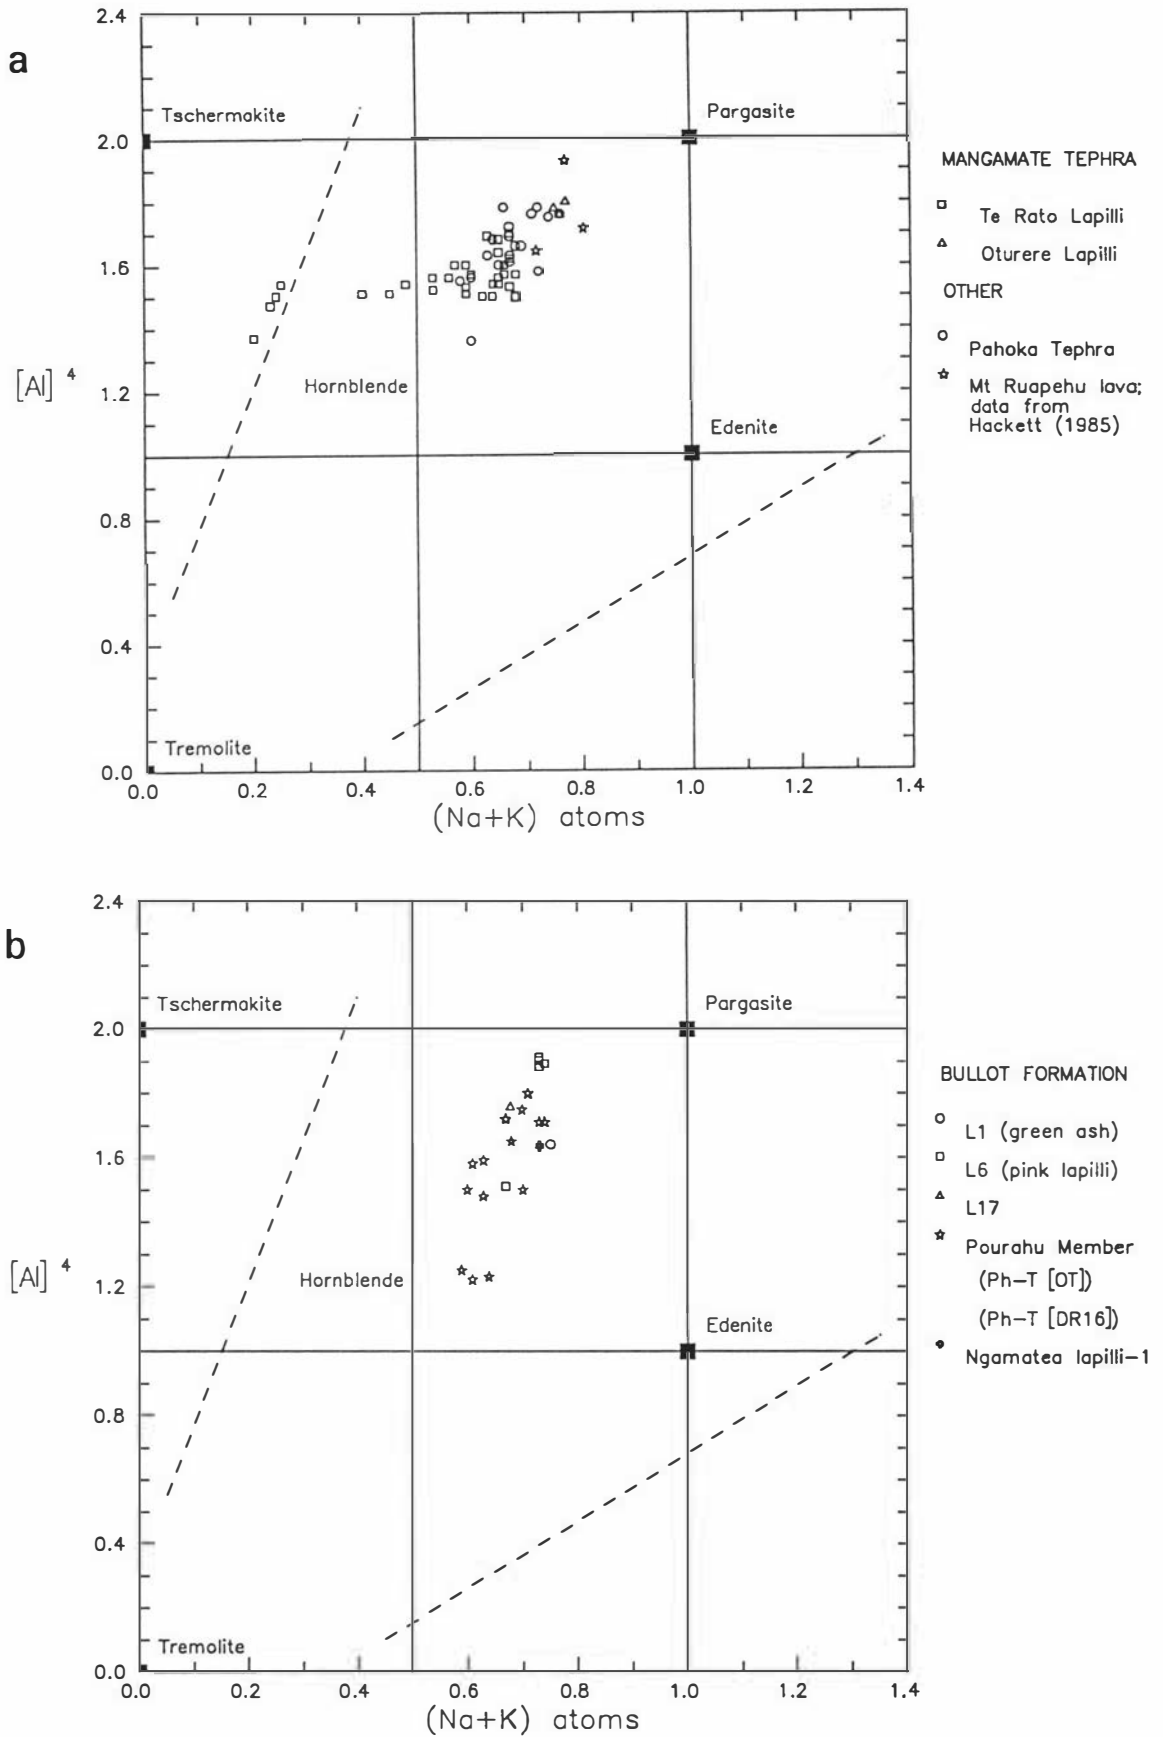 a
2.4
Tschermakite
Pargasite
2.0
1.6
[Al] 4
1.2
Hornblende
Edenite
0.8
0.4
Tremolite
0.0
0.0 0.2 0.4 0.6 0.8 1.0 1.2 1.4
(Na+K) atoms
MANGAMATE TEPHRA
Te Rato Lapilli
Oturere Lapilli
OTHER
Pahoka Tephra
Mt Ruapehu lava;
data from
Hackett (1985)
b
2.4
Tschermakite
Pargasite
2.0
1.6
[Al] 4
1.2
Hornblende
Edenite
0.8
0.4
Tremolite
0.0
0.0 0.2 0.4 0.6 0.8 1.0 1.2 1.4
(Na+K) atoms
BULLOT FORMATION
L1 (green ash)
L6 (pink lapilli)
L17
Pourahu Member
(Ph-T [OT])
(Ph-T [DR16])
Ngamatea lapilli-1